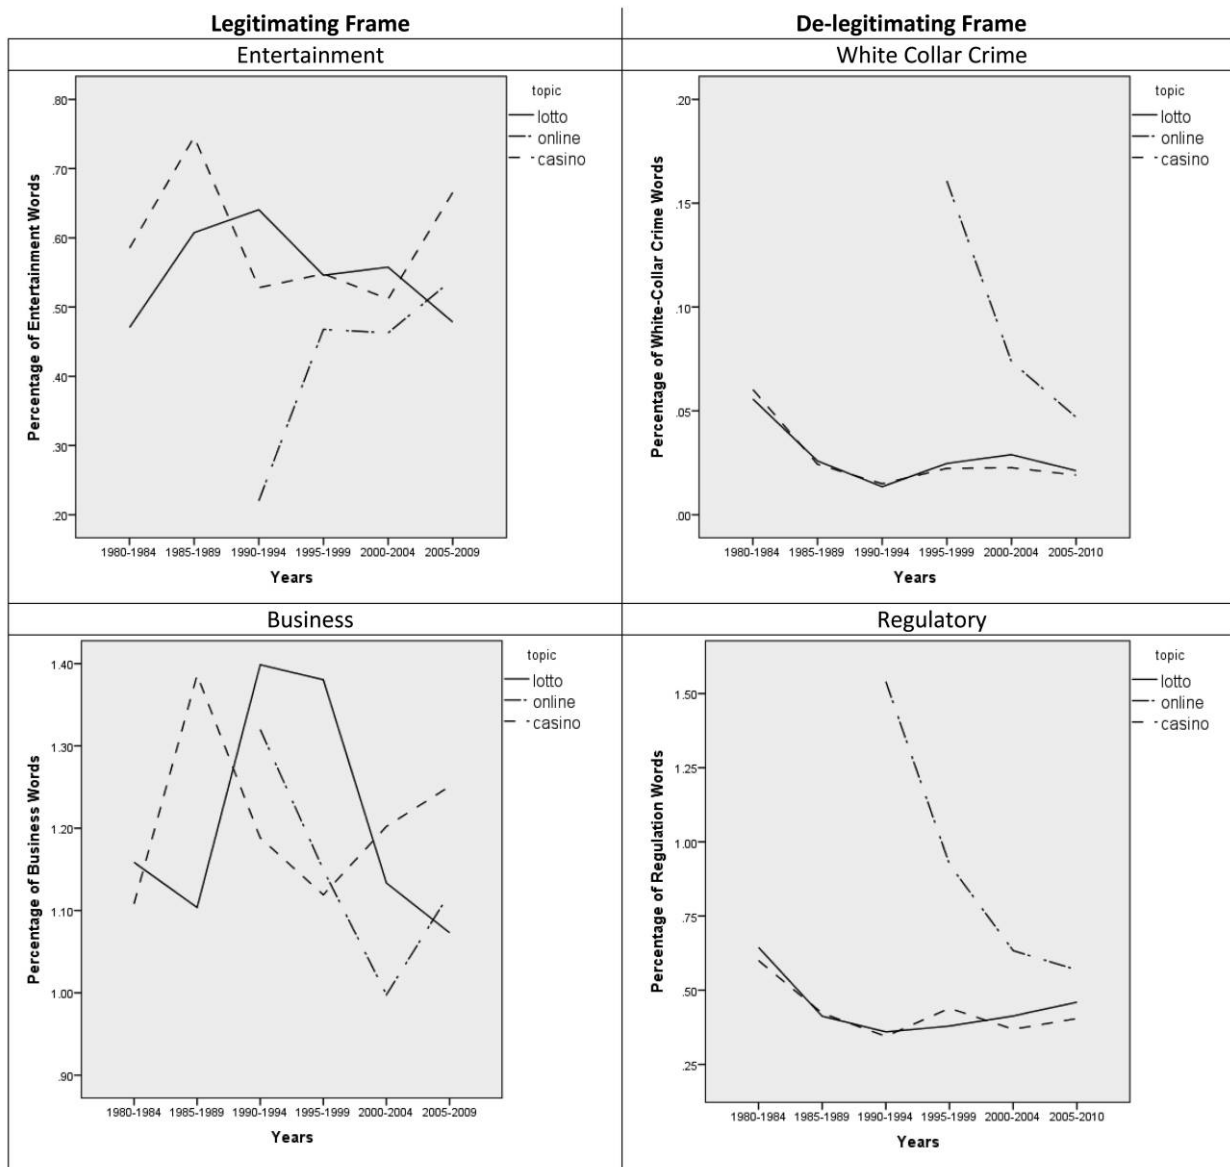 Legitimating Frame
De-legitimating Frame
Entertainment
White Collar Crime
Percentage of Entertainment Words
.80
.70
.60
.50
.40
.30
.20
1980-1984 1985-1989 1990-1994 1995-1999 2000-2004 2005-2009
Years
topic
lotto
online
casino
Percentage of White-Collar Crime Words
.20
.15
.10
.05
.00
1980-1984 1985-1989 1990-1994 1995-1999 2000-2004 2005-2010
Years
topic
lotto
online
casino
Business
Regulatory
Percentage of Business Words
1.40
1.30
1.20
1.10
1.00
.90
1980-1984 1985-1989 1990-1994 1995-1999 2000-2004 2005-2009
Years
topic
lotto
online
casino
Percentage of Regulation Words
1.50
1.25
1.00
.75
.50
.25
1980-1984 1985-1989 1990-1994 1995-1999 2000-2004 2005-2010
Years
topic
lotto
online
casino